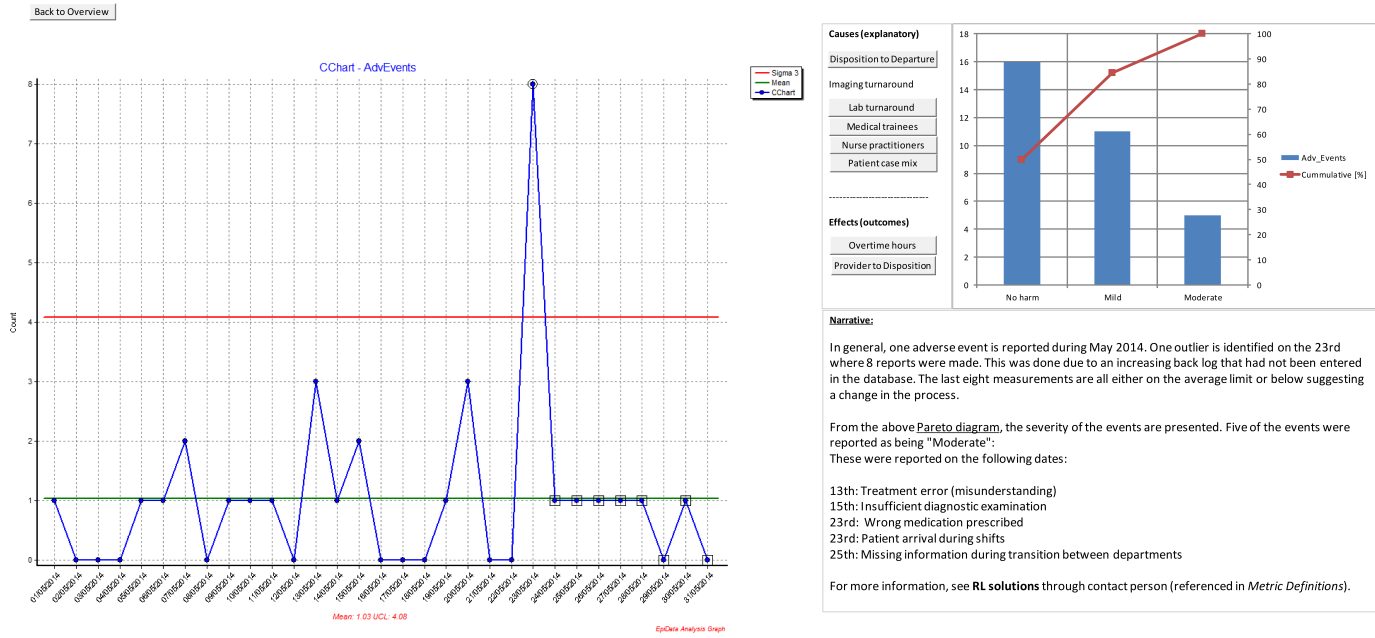 Back to Overview
CChart - AdvEvents
Sigma 3
Mean
CChart
Count
8
7
6
5
4
3
2
1
0
01/05/2014
02/05/2014
03/05/2014
04/05/2014
05/05/2014
06/05/2014
07/05/2014
08/05/2014
09/05/2014
10/05/2014
11/05/2014
12/05/2014
13/05/2014
14/05/2014
15/05/2014
16/05/2014
17/05/2014
18/05/2014
19/05/2014
20/05/2014
21/05/2014
22/05/2014
23/05/2014
24/05/2014
25/05/2014
26/05/2014
27/05/2014
28/05/2014
29/05/2014
30/05/2014
31/05/2014
Mean: 1.03 UCL: 4.08
EpiData Analysis Graph
Causes (explanatory)
Disposition to Departure
Imaging turnaround
Lab turnaround
Medical trainees
Nurse practitioners
Patient case mix
--------------------------------
Effects (outcomes)
Overtime hours
Provider to Disposition
18
16
14
12
10
8
6
4
2
0
100
90
80
70
60
50
40
30
20
10
0
No harm
Mild
Moderate
Adv_Events
Cummulative [%]
Narrative:
In general, one adverse event is reported during May 2014. One outlier is identified on the 23rd
where 8 reports were made. This was done due to an increasing back log that had not been entered
in the database. The last eight measurements are all either on the average limit or below suggesting
a change in the process.
From the above Pareto diagram, the severity of the events are presented. Five of the events were
reported as being "Moderate":
These were reported on the following dates:
13th: Treatment error (misunderstanding)
15th: Insufficient diagnostic examination
23rd: Wrong medication prescribed
23rd: Patient arrival during shifts
25th: Missing information during transition between departments
For more information, see RL solutions through contact person (referenced in Metric Definitions).